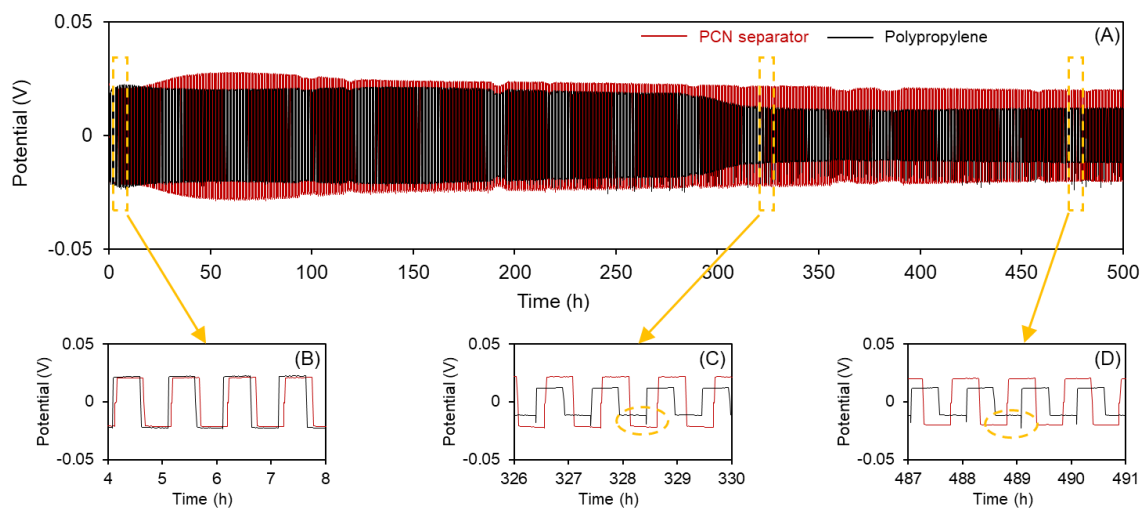 0.05
PCN separator Polypropylene (A)
Potential (V)
0
-0.05
0 50 100 150 200 250 300 350 400 450 500
Time (h)
0.05
(B)
Potential (V)
0
-0.05
4 5 6 7 8
Time (h)
0.05
(C)
Potential (V)
0
-0.05
326 327 328 329 330
Time (h)
0.05
(D)
Potential (V)
0
-0.05
487 488 489 490 491
Time (h)